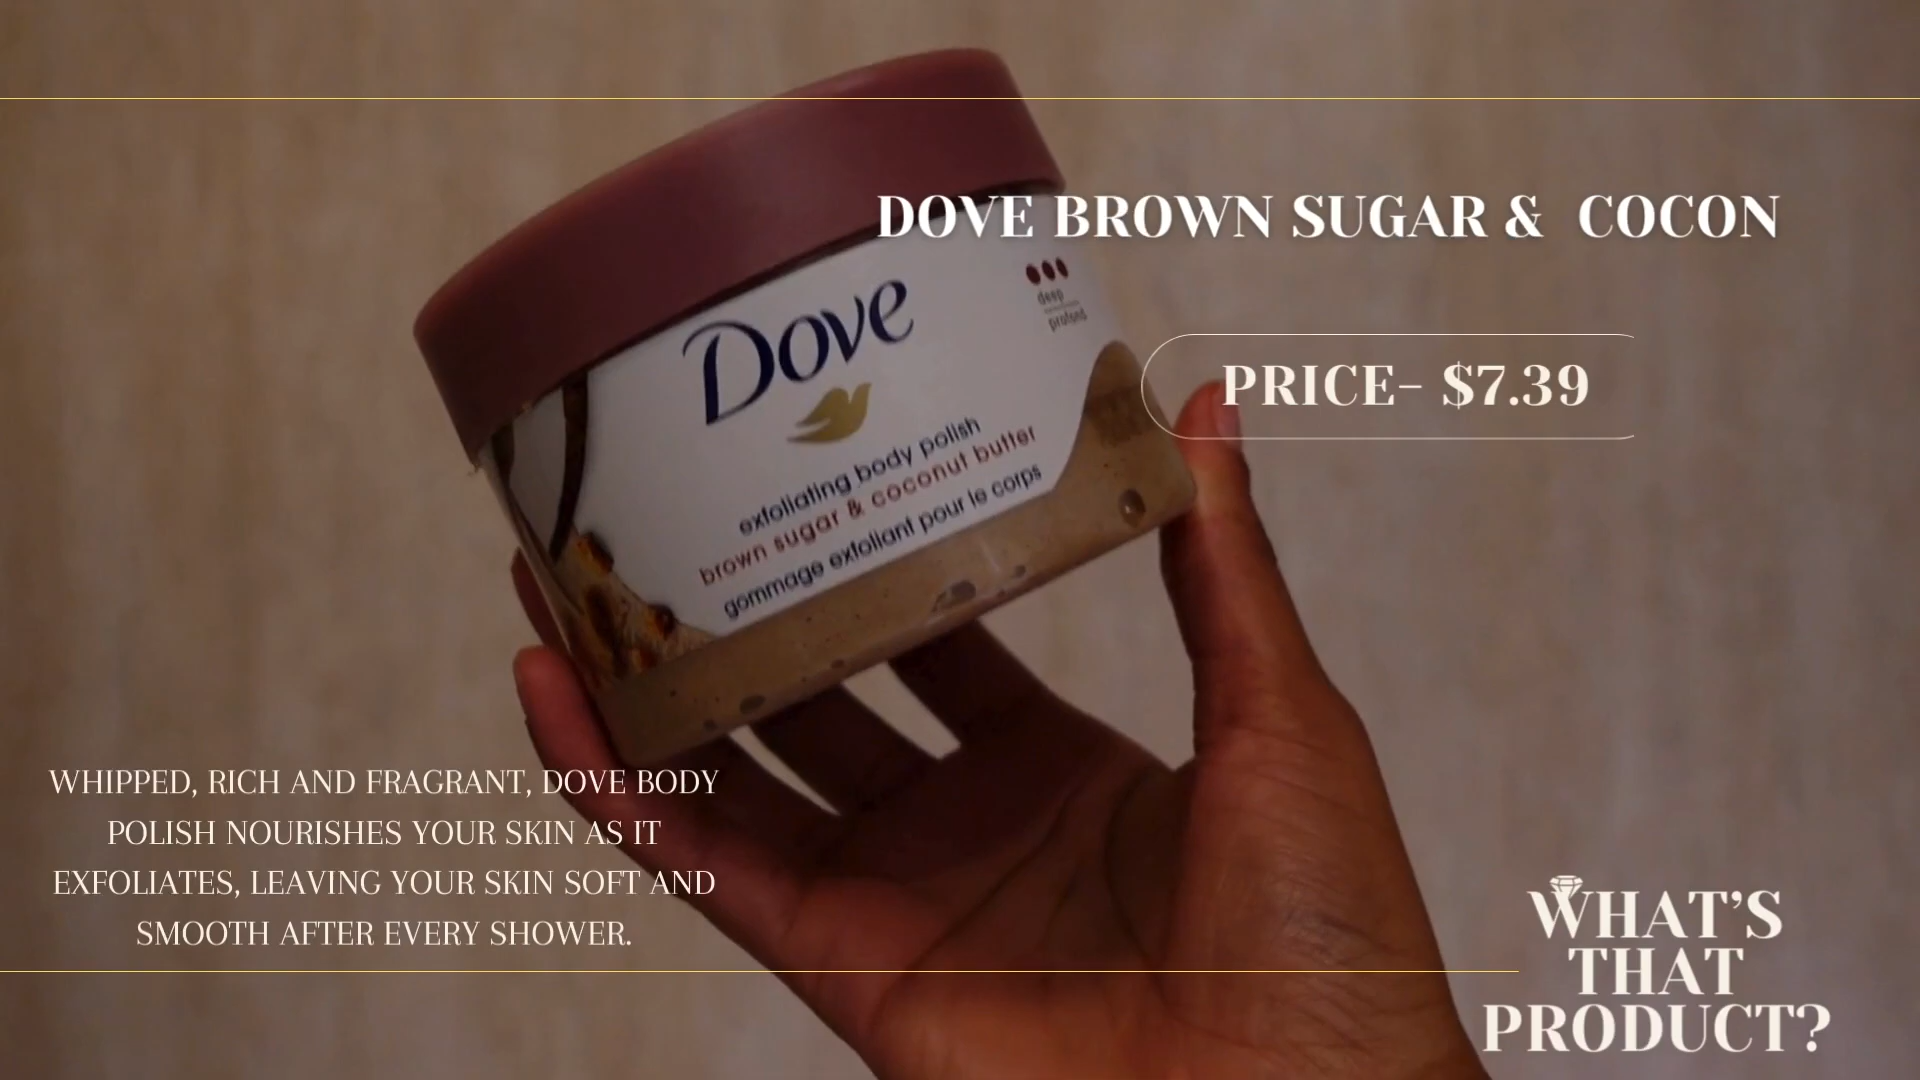 DOVE BROWN SUGAR & COCON
deep
profond
PRICE- $7.39
Dove
exfoliating body polish
brown sugar & coconut butter
gommage exfoliant pour le corps
WHIPPED, RICH AND FRAGRANT, DOVE BODY
POLISH NOURISHES YOUR SKIN AS IT
EXFOLIATES, LEAVING YOUR SKIN SOFT AND
SMOOTH AFTER EVERY SHOWER.
WHAT'S
THAT
PRODUCT?